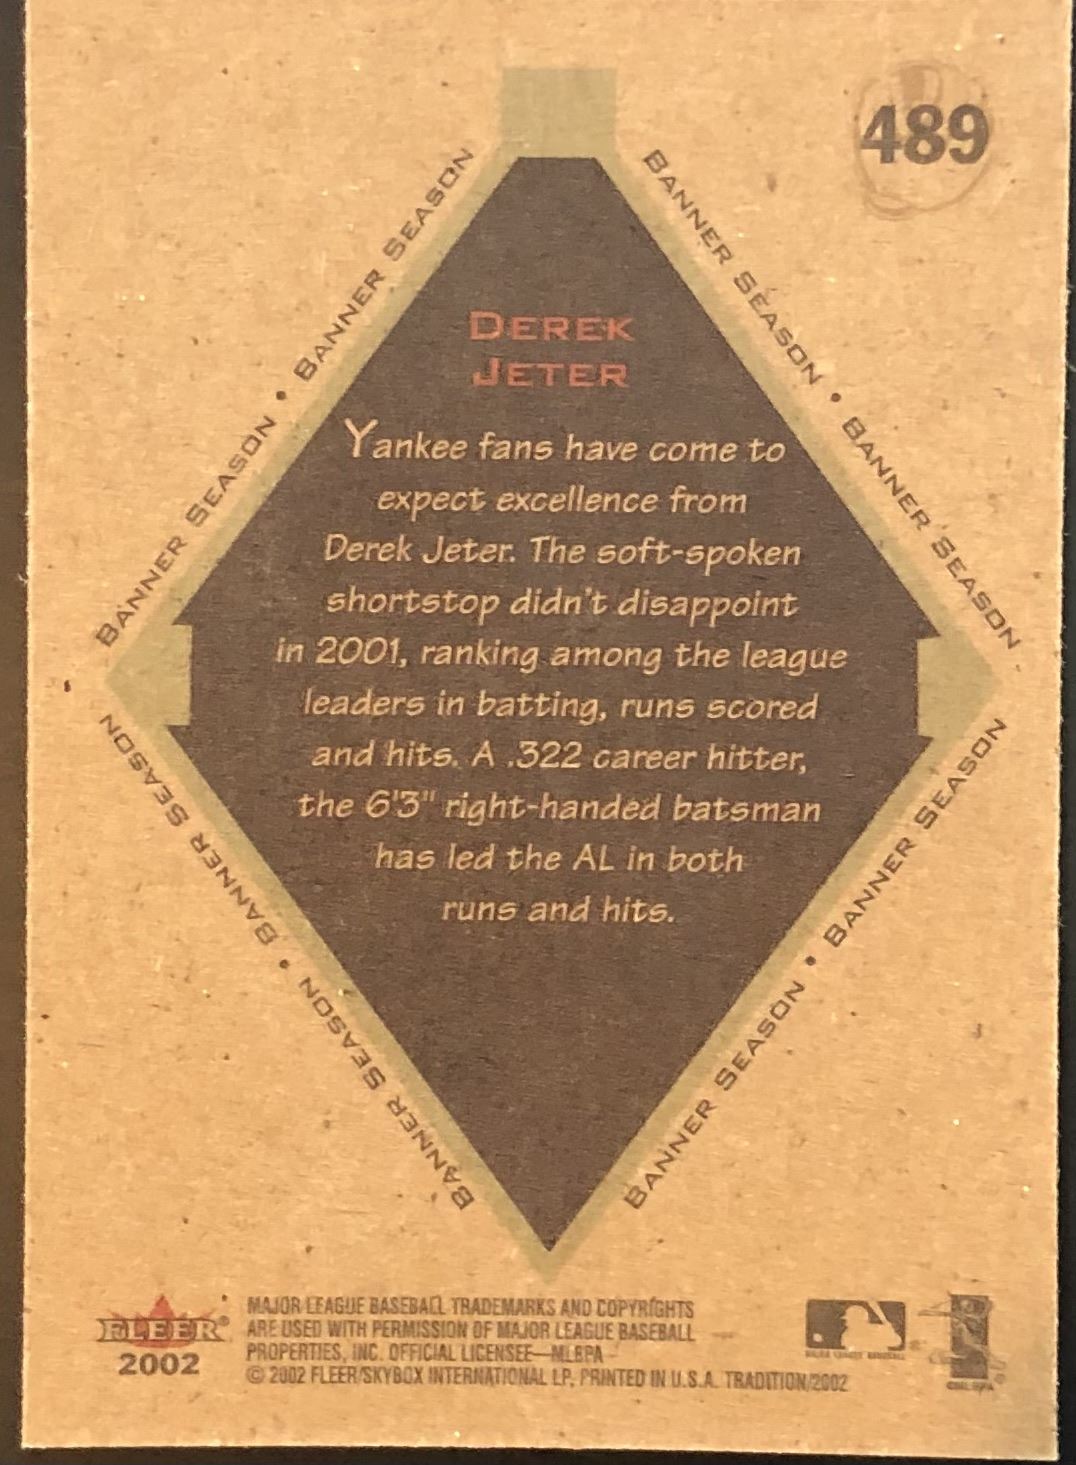 489
BANNER SEASON • BANNER SEASON
BANNER SEASON • BANNER SEASON
DEREK
JETER
Yankee fans have come to
expect excellence from
Derek Jeter. The soft-spoken
shortstop didn't disappoint
in 2001, ranking among the league
leaders in batting, runs scored
and hits. A .322 career hitter,
the 6'3" right-handed batsman
has led the AL in both
runs and hits.
BANNER SEASON • BANNER SEASON
BANNER SEASON • BANNER SEASON
FLEER®
2002
MAJOR LEAGUE BASEBALL TRADEMARKS AND COPYRIGHTS
ARE USED WITH PERMISSION OF MAJOR LEAGUE BASEBALL
PROPERTIES, INC. OFFICIAL LICENSEE—MLBPA
© 2002 FLEER/SKYBOX INTERNATIONAL LP. PRINTED IN U.S.A. TRADITION/2002
MAJOR LEAGUE BASEBALL